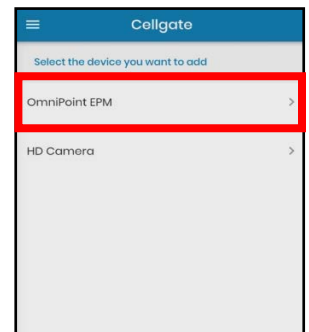 Cellgate
Select the device you want to add
OmniPoint EPM
HD Camera